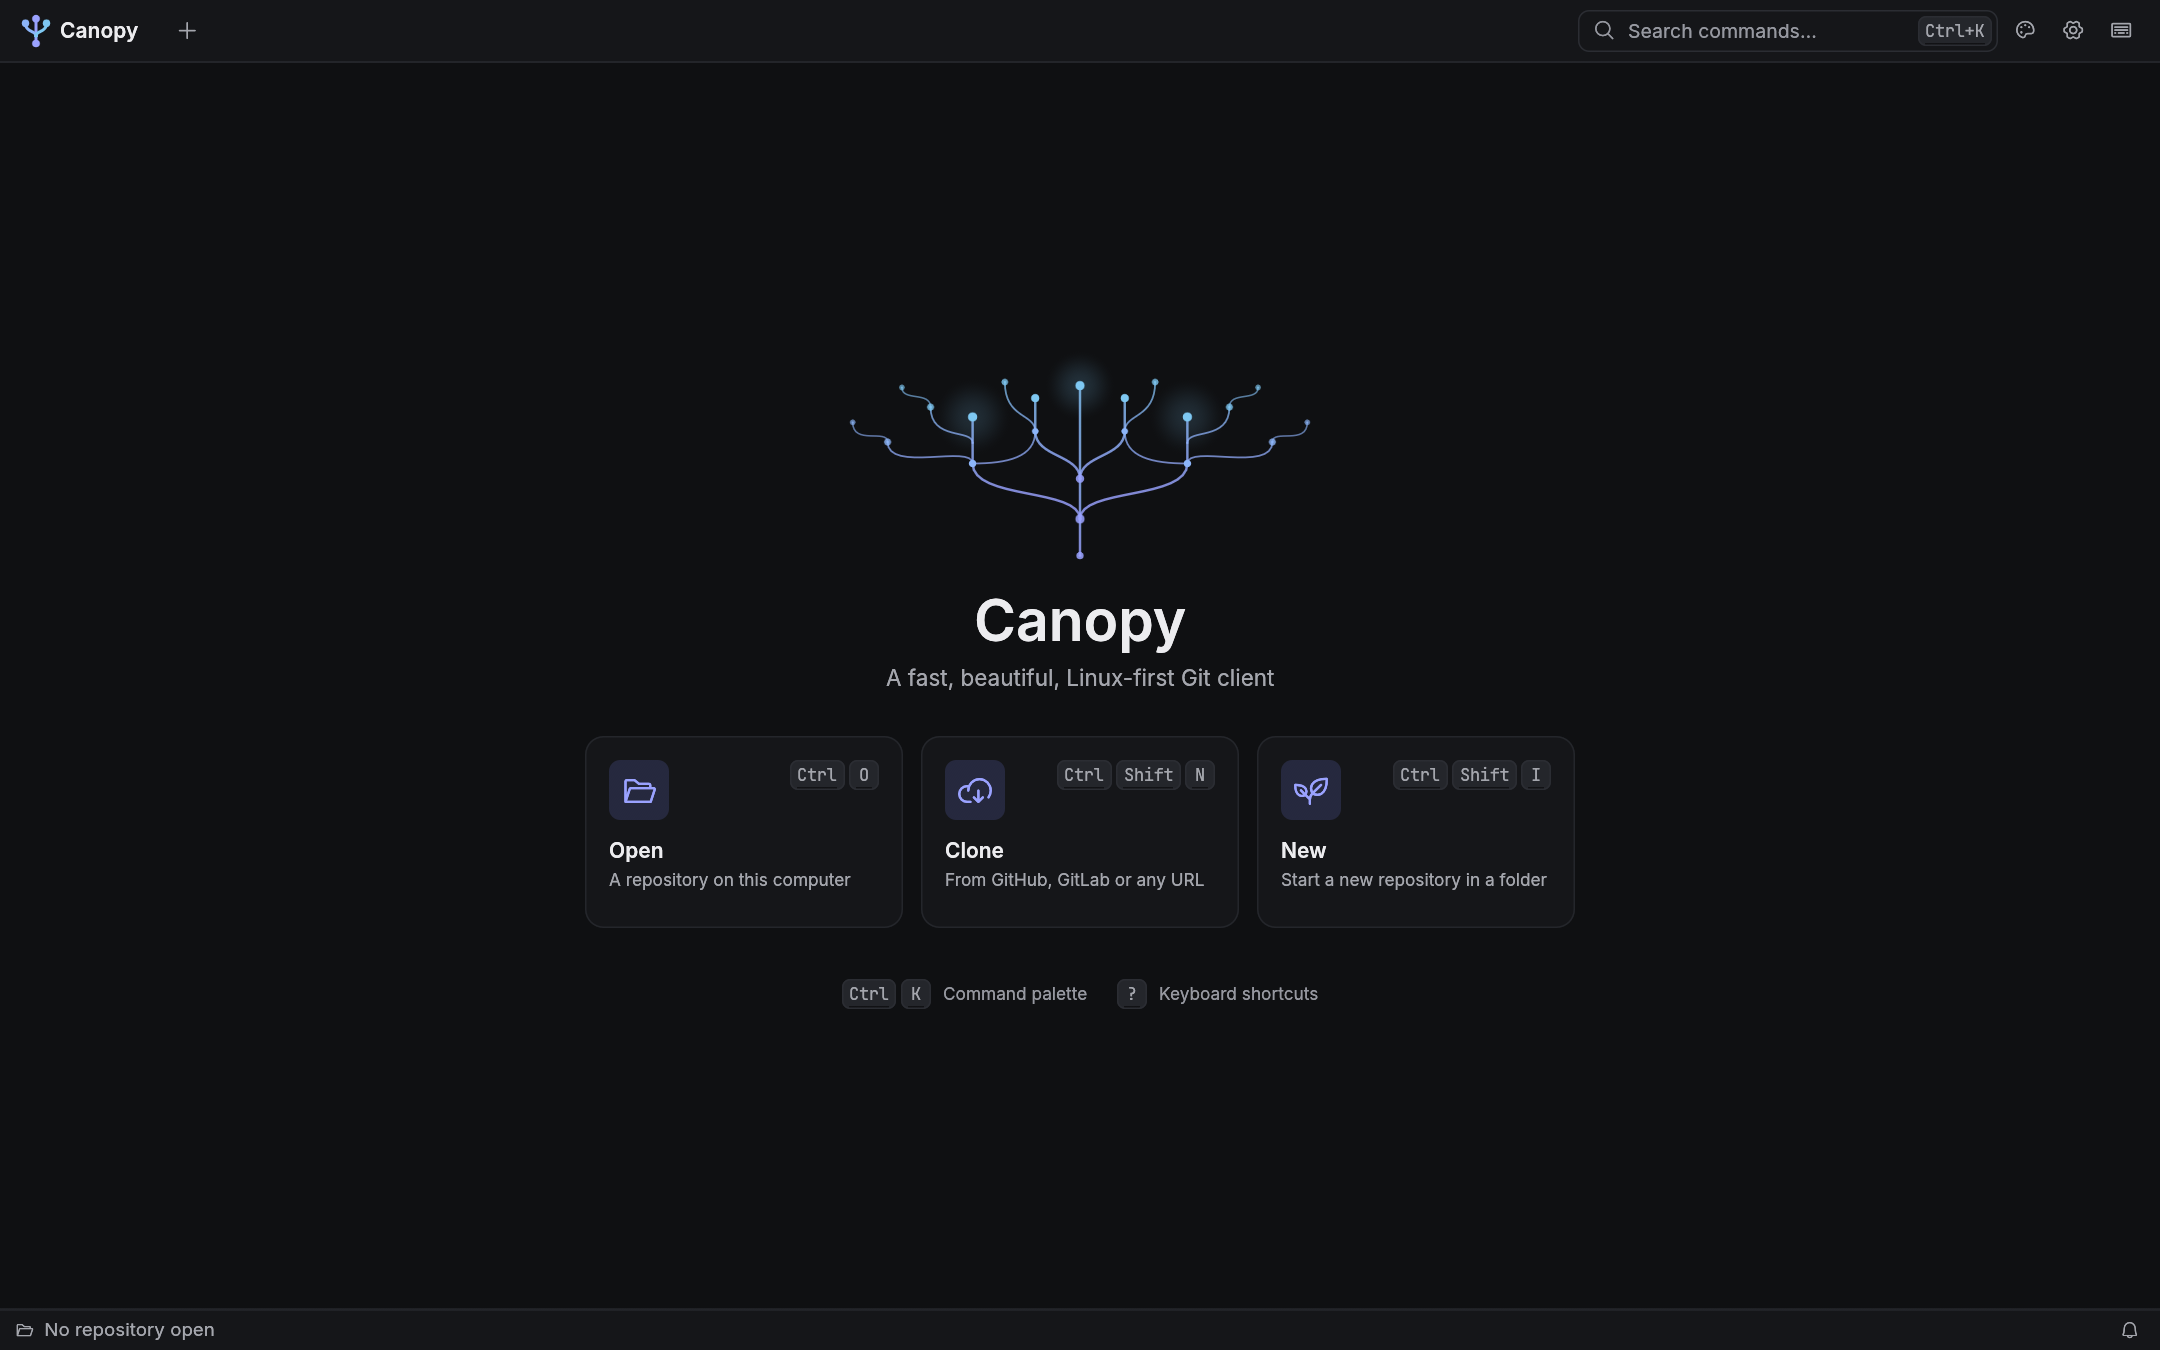 Canopy
Search commands... Ctrl+K
Canopy
A fast, beautiful, Linux-first Git client
Ctrl O
Open
A repository on this computer
Ctrl Shift N
Clone
From GitHub, GitLab or any URL
Ctrl Shift I
New
Start a new repository in a folder
Ctrl K Command palette ? Keyboard shortcuts
No repository open